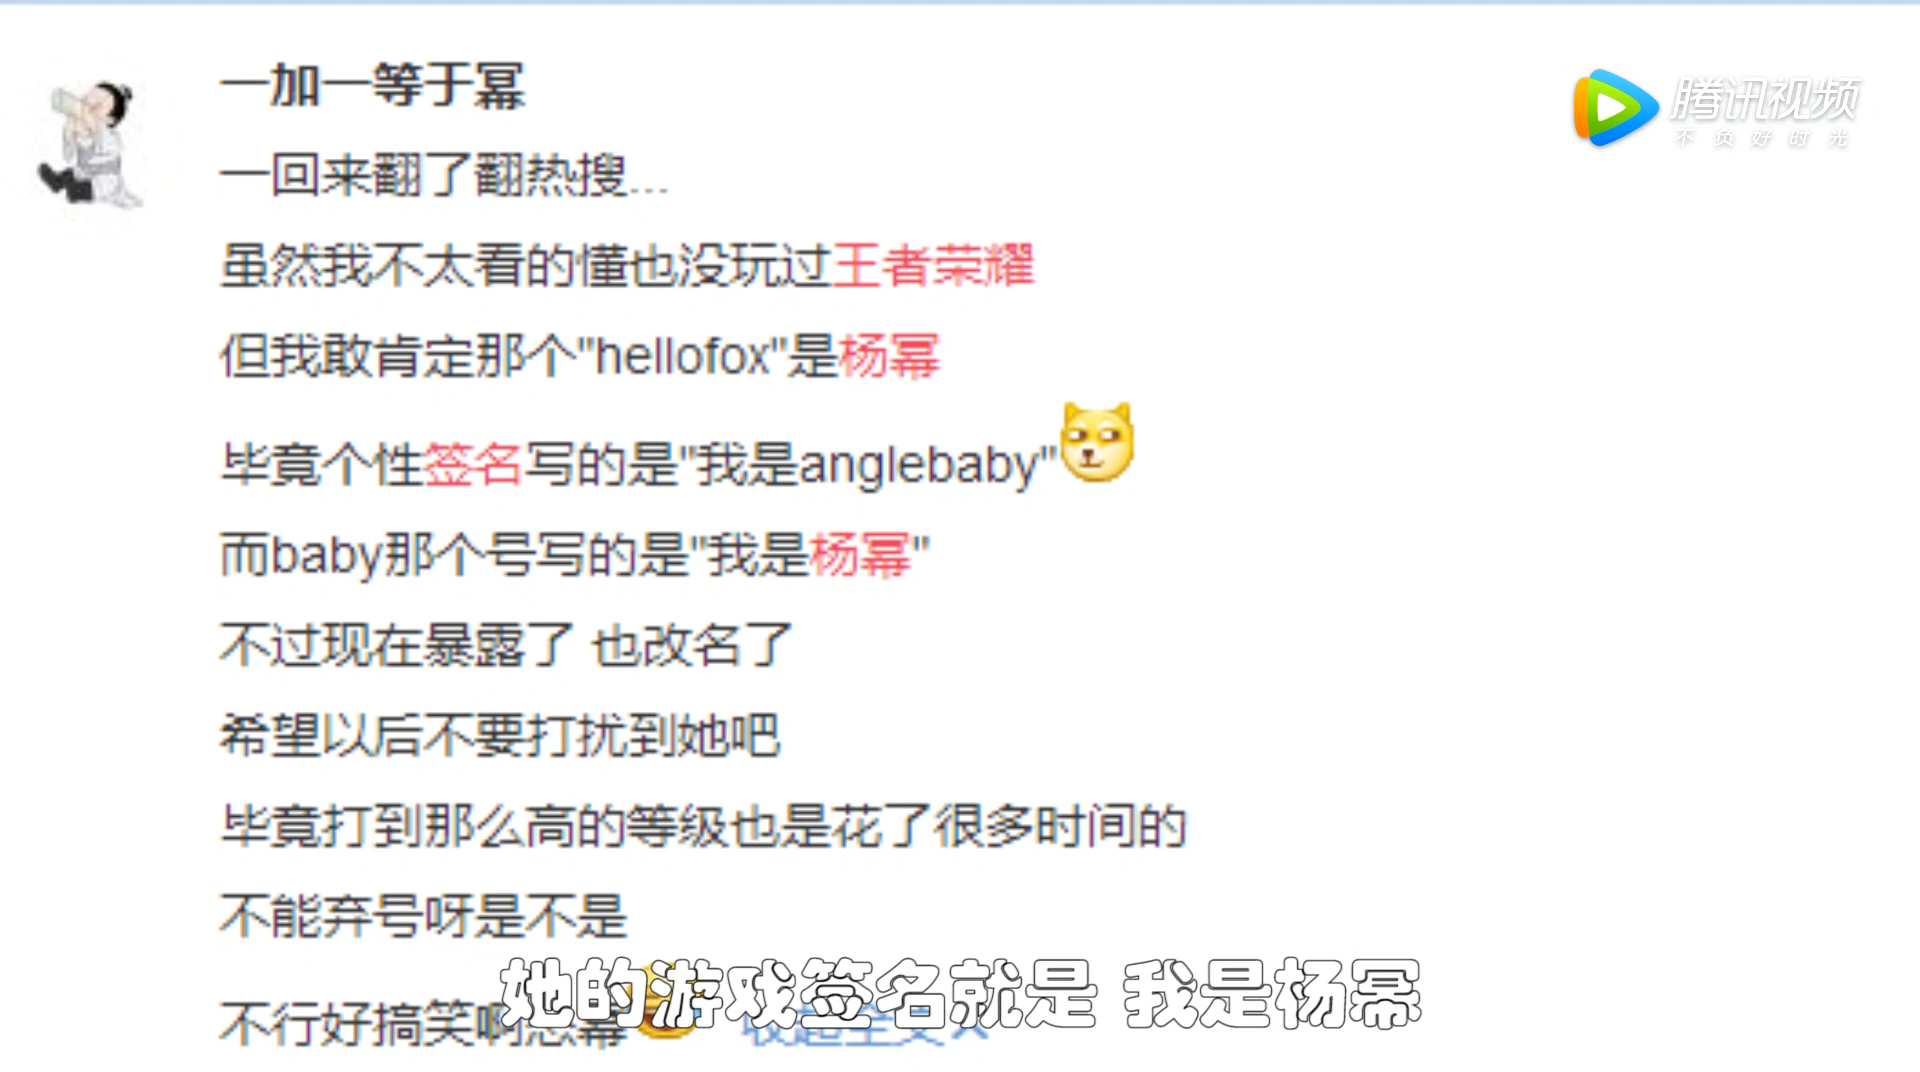 一加一等于幂
腾讯视频
不负好时光
一回来翻了翻热搜...
虽然我不太看的懂也没玩过王者荣耀
但我敢肯定那个"hellofox"是杨幂
毕竟个性签名写的是"我是anglebaby"
而baby那个号写的是"我是杨幂"
不过现在暴露了 也改名了
希望以后不要打扰到她吧
毕竟打到那么高的等级也是花了很多时间的
不能弃号呀是不是
不行好搞笑啊恋幂 收起全文
她的游戏签名就是 我是杨幂